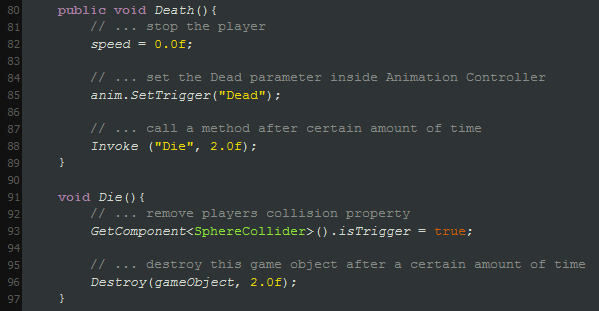 80 public void Death(){
81 // ... stop the player
82 speed = 0.0f;
83
84 // ... set the Dead parameter inside Animation Controller
85 anim.SetTrigger("Dead");
86
87 // ... call a method after certain amount of time
88 Invoke ("Die", 2.0f);
89 }
90
91 void Die(){
92 // ... remove players collision property
93 GetComponent<SphereCollider>().isTrigger = true;
94
95 // ... destroy this game object after a certain amount of time
96 Destroy(gameObject, 2.0f);
97 }